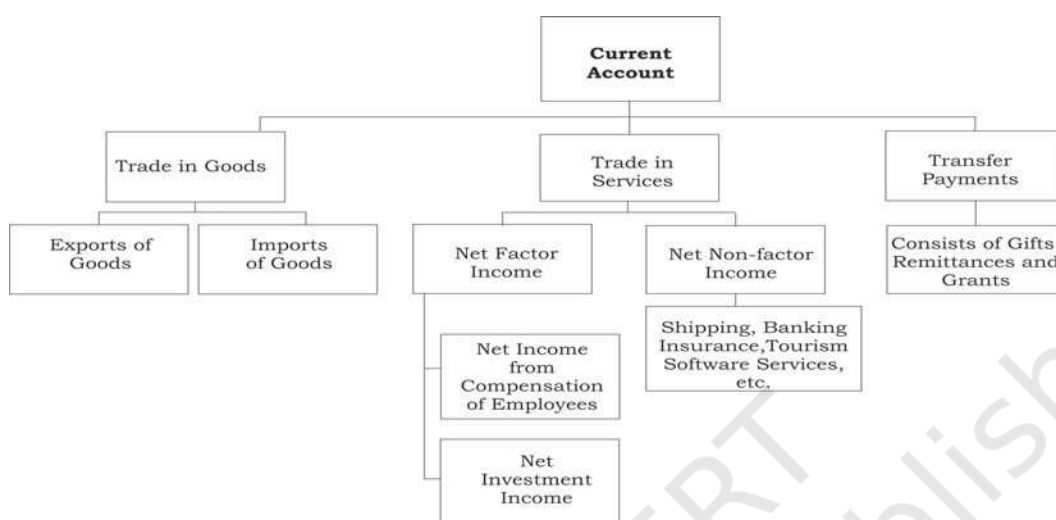 Current
Account
Trade in Goods
Trade in
Services
Transfer
Payments
Exports of
Goods
Imports
of Goods
Net Factor
Income
Net Non-factor
Income
Consists of Gifts
Remittances and
Grants
Shipping, Banking
Insurance,Tourism
Software Services,
etc.
Net Income
from
Compensation
of Employees
Net
Investment
Income